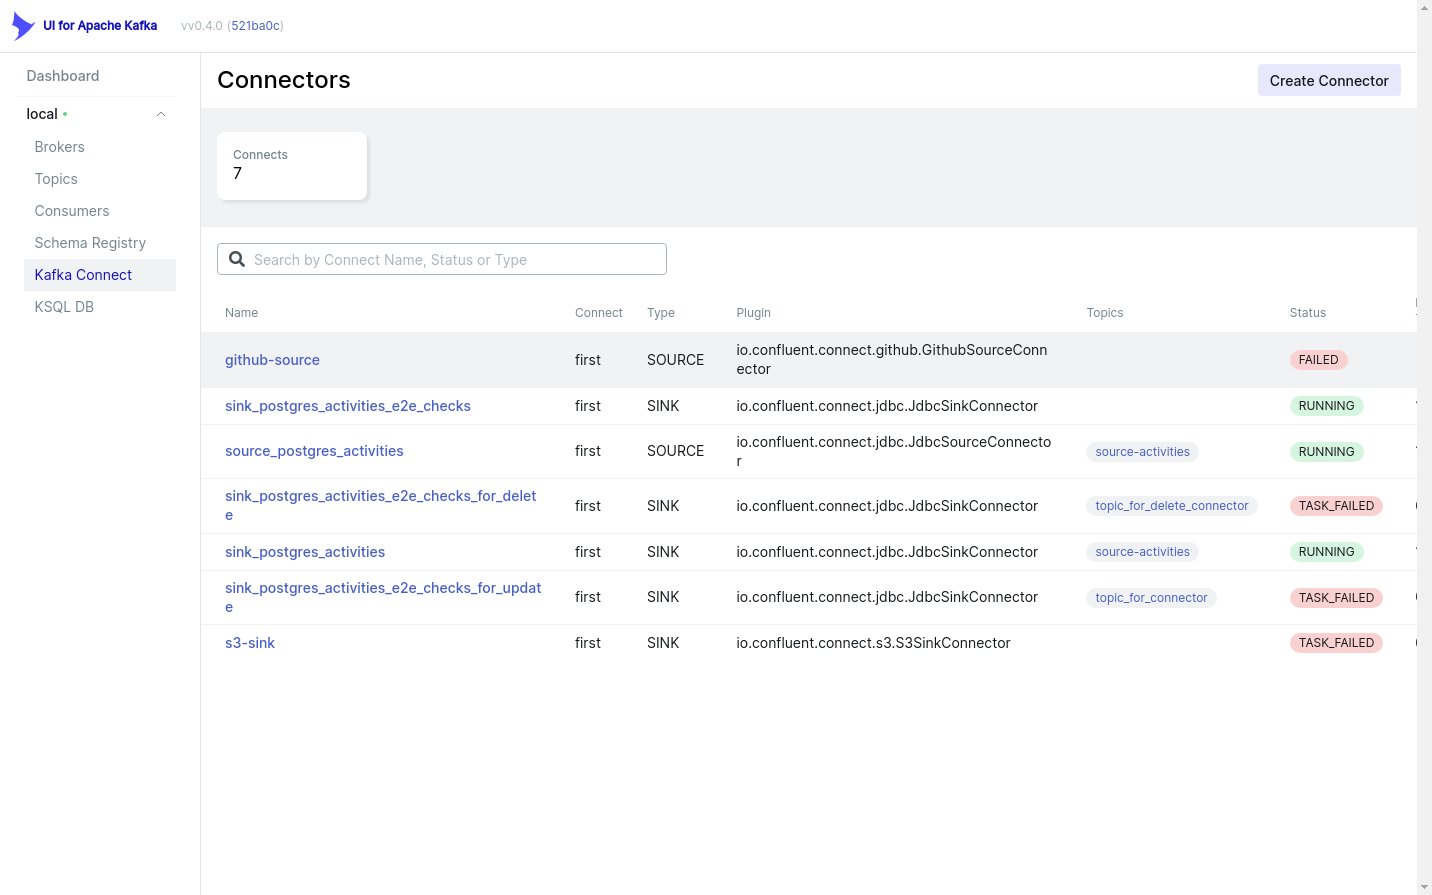 UI for Apache Kafka vv0.4.0 (521ba0c)
Dashboard
local
Brokers
Topics
Consumers
Schema Registry
Kafka Connect
KSQL DB
Connectors
Create Connector
Connects
7
Search by Connect Name, Status or Type
Name Connect Type Plugin Topics Status
github-source first SOURCE io.confluent.connect.github.GithubSourceConn
ector FAILED
sink_postgres_activities_e2e_checks first SINK io.confluent.connect.jdbc.JdbcSinkConnector RUNNING
source_postgres_activities first SOURCE io.confluent.connect.jdbc.JdbcSourceConnecto
r source-activities RUNNING
sink_postgres_activities_e2e_checks_for_delet
e first SINK io.confluent.connect.jdbc.JdbcSinkConnector topic_for_delete_connector TASK_FAILED
sink_postgres_activities first SINK io.confluent.connect.jdbc.JdbcSinkConnector source-activities RUNNING
sink_postgres_activities_e2e_checks_for_updat
e first SINK io.confluent.connect.jdbc.JdbcSinkConnector topic_for_connector TASK_FAILED
s3-sink first SINK io.confluent.connect.s3.S3SinkConnector TASK_FAILED